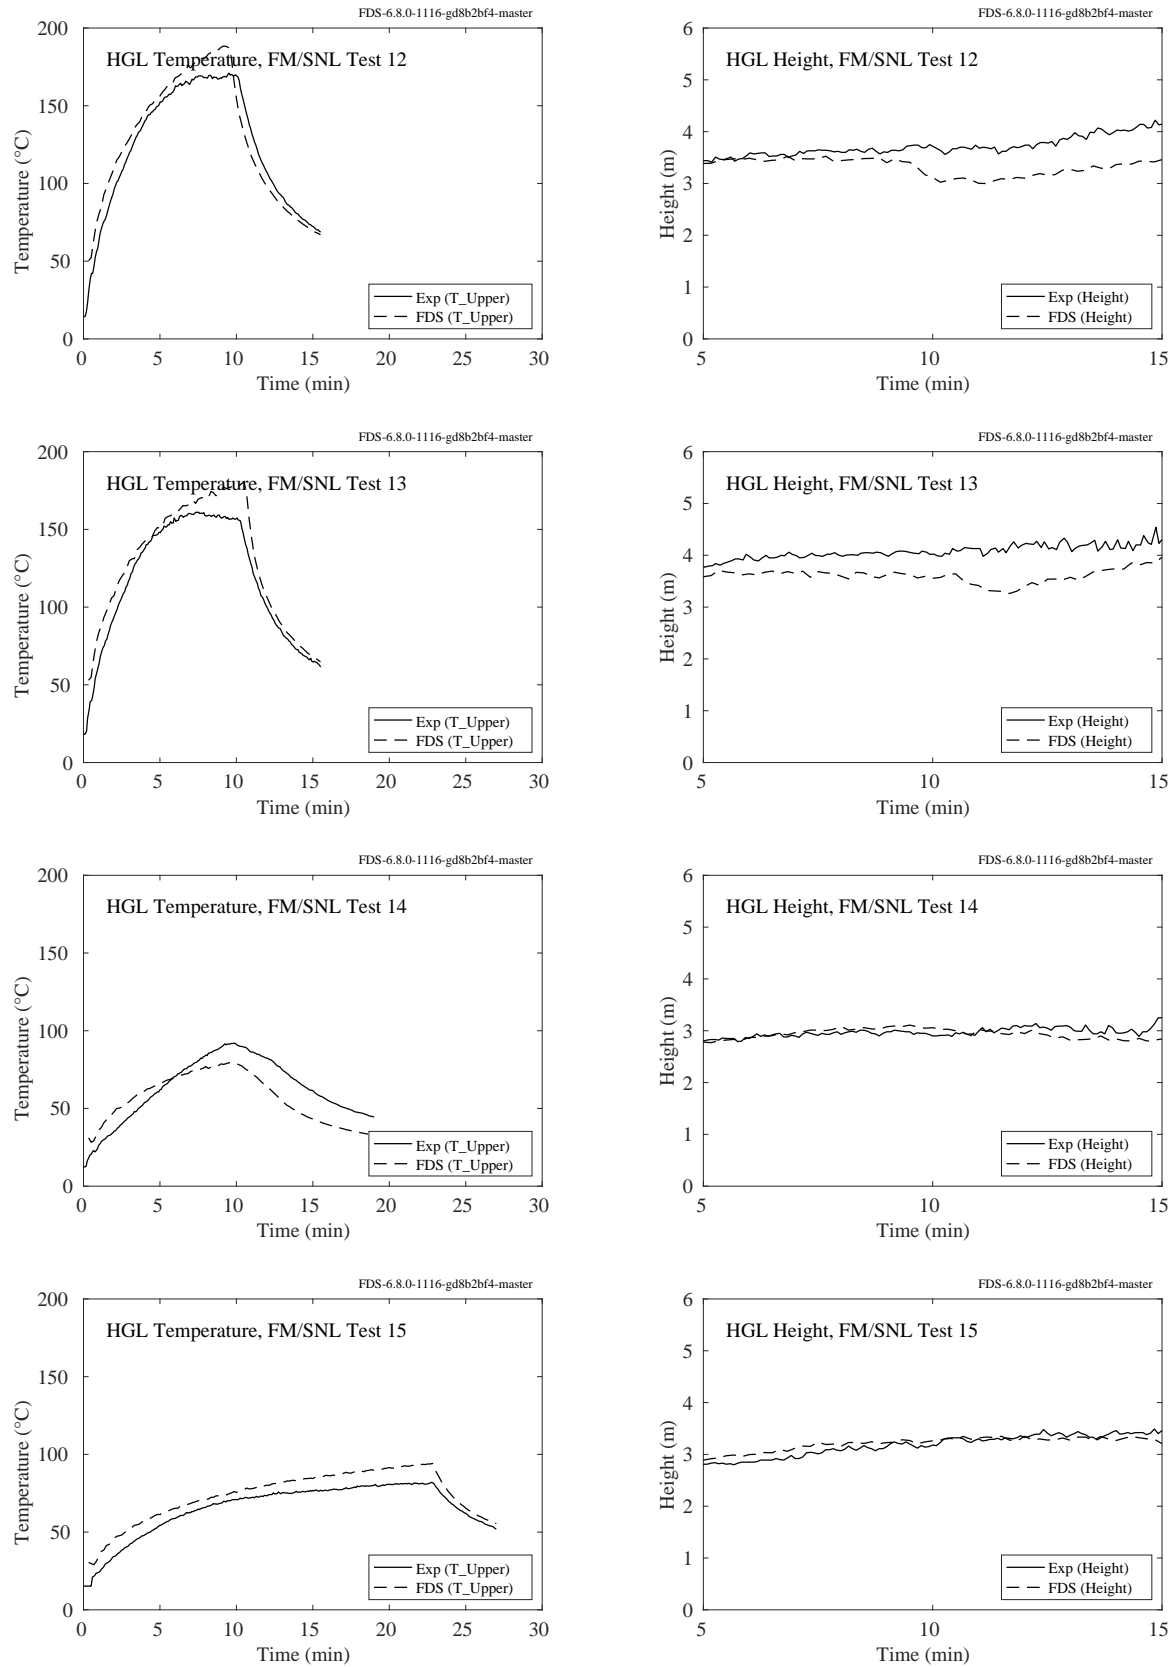 FDS-6.8.0-1116-gd8b2bf4-master
HGL Temperature, FM/SNL Test 12
Temperature (°C)
200
150
100
50
0
0 5 10 15 20 25 30
Time (min)
Exp (T_Upper)
FDS (T_Upper)
FDS-6.8.0-1116-gd8b2bf4-master
HGL Height, FM/SNL Test 12
Height (m)
6
5
4
3
2
1
0
5 10 15
Time (min)
Exp (Height)
FDS (Height)
FDS-6.8.0-1116-gd8b2bf4-master
HGL Temperature, FM/SNL Test 13
Temperature (°C)
200
150
100
50
0
0 5 10 15 20 25 30
Time (min)
Exp (T_Upper)
FDS (T_Upper)
FDS-6.8.0-1116-gd8b2bf4-master
HGL Height, FM/SNL Test 13
Height (m)
6
5
4
3
2
1
0
5 10 15
Time (min)
Exp (Height)
FDS (Height)
FDS-6.8.0-1116-gd8b2bf4-master
HGL Temperature, FM/SNL Test 14
Temperature (°C)
200
150
100
50
0
0 5 10 15 20 25 30
Time (min)
Exp (T_Upper)
FDS (T_Upper)
FDS-6.8.0-1116-gd8b2bf4-master
HGL Height, FM/SNL Test 14
Height (m)
6
5
4
3
2
1
0
5 10 15
Time (min)
Exp (Height)
FDS (Height)
FDS-6.8.0-1116-gd8b2bf4-master
HGL Temperature, FM/SNL Test 15
Temperature (°C)
200
150
100
50
0
0 5 10 15 20 25 30
Time (min)
Exp (T_Upper)
FDS (T_Upper)
FDS-6.8.0-1116-gd8b2bf4-master
HGL Height, FM/SNL Test 15
Height (m)
6
5
4
3
2
1
0
5 10 15
Time (min)
Exp (Height)
FDS (Height)